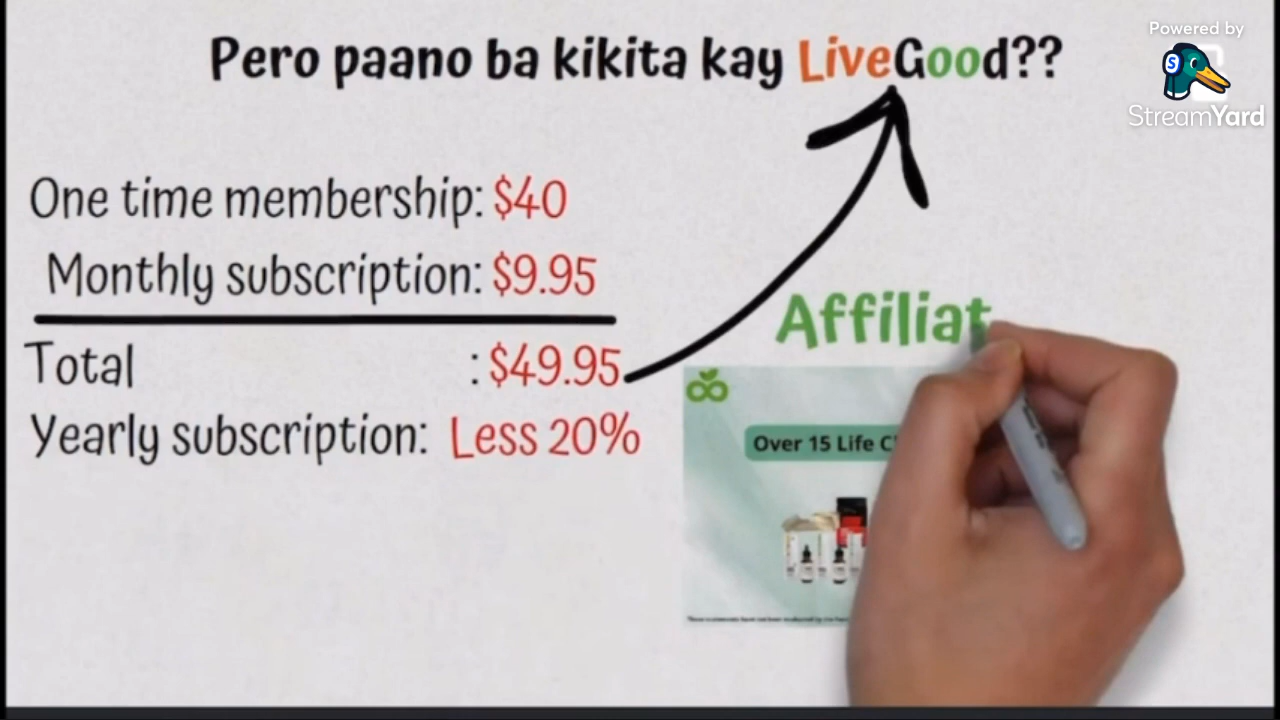 Pero paano ba kikita kay LiveGood??
Powered by
StreamYard
One time membership: $40
Monthly subscription: $9.95
Total : $49.95
Yearly subscription: Less 20%
Affiliat
Over 15 Life